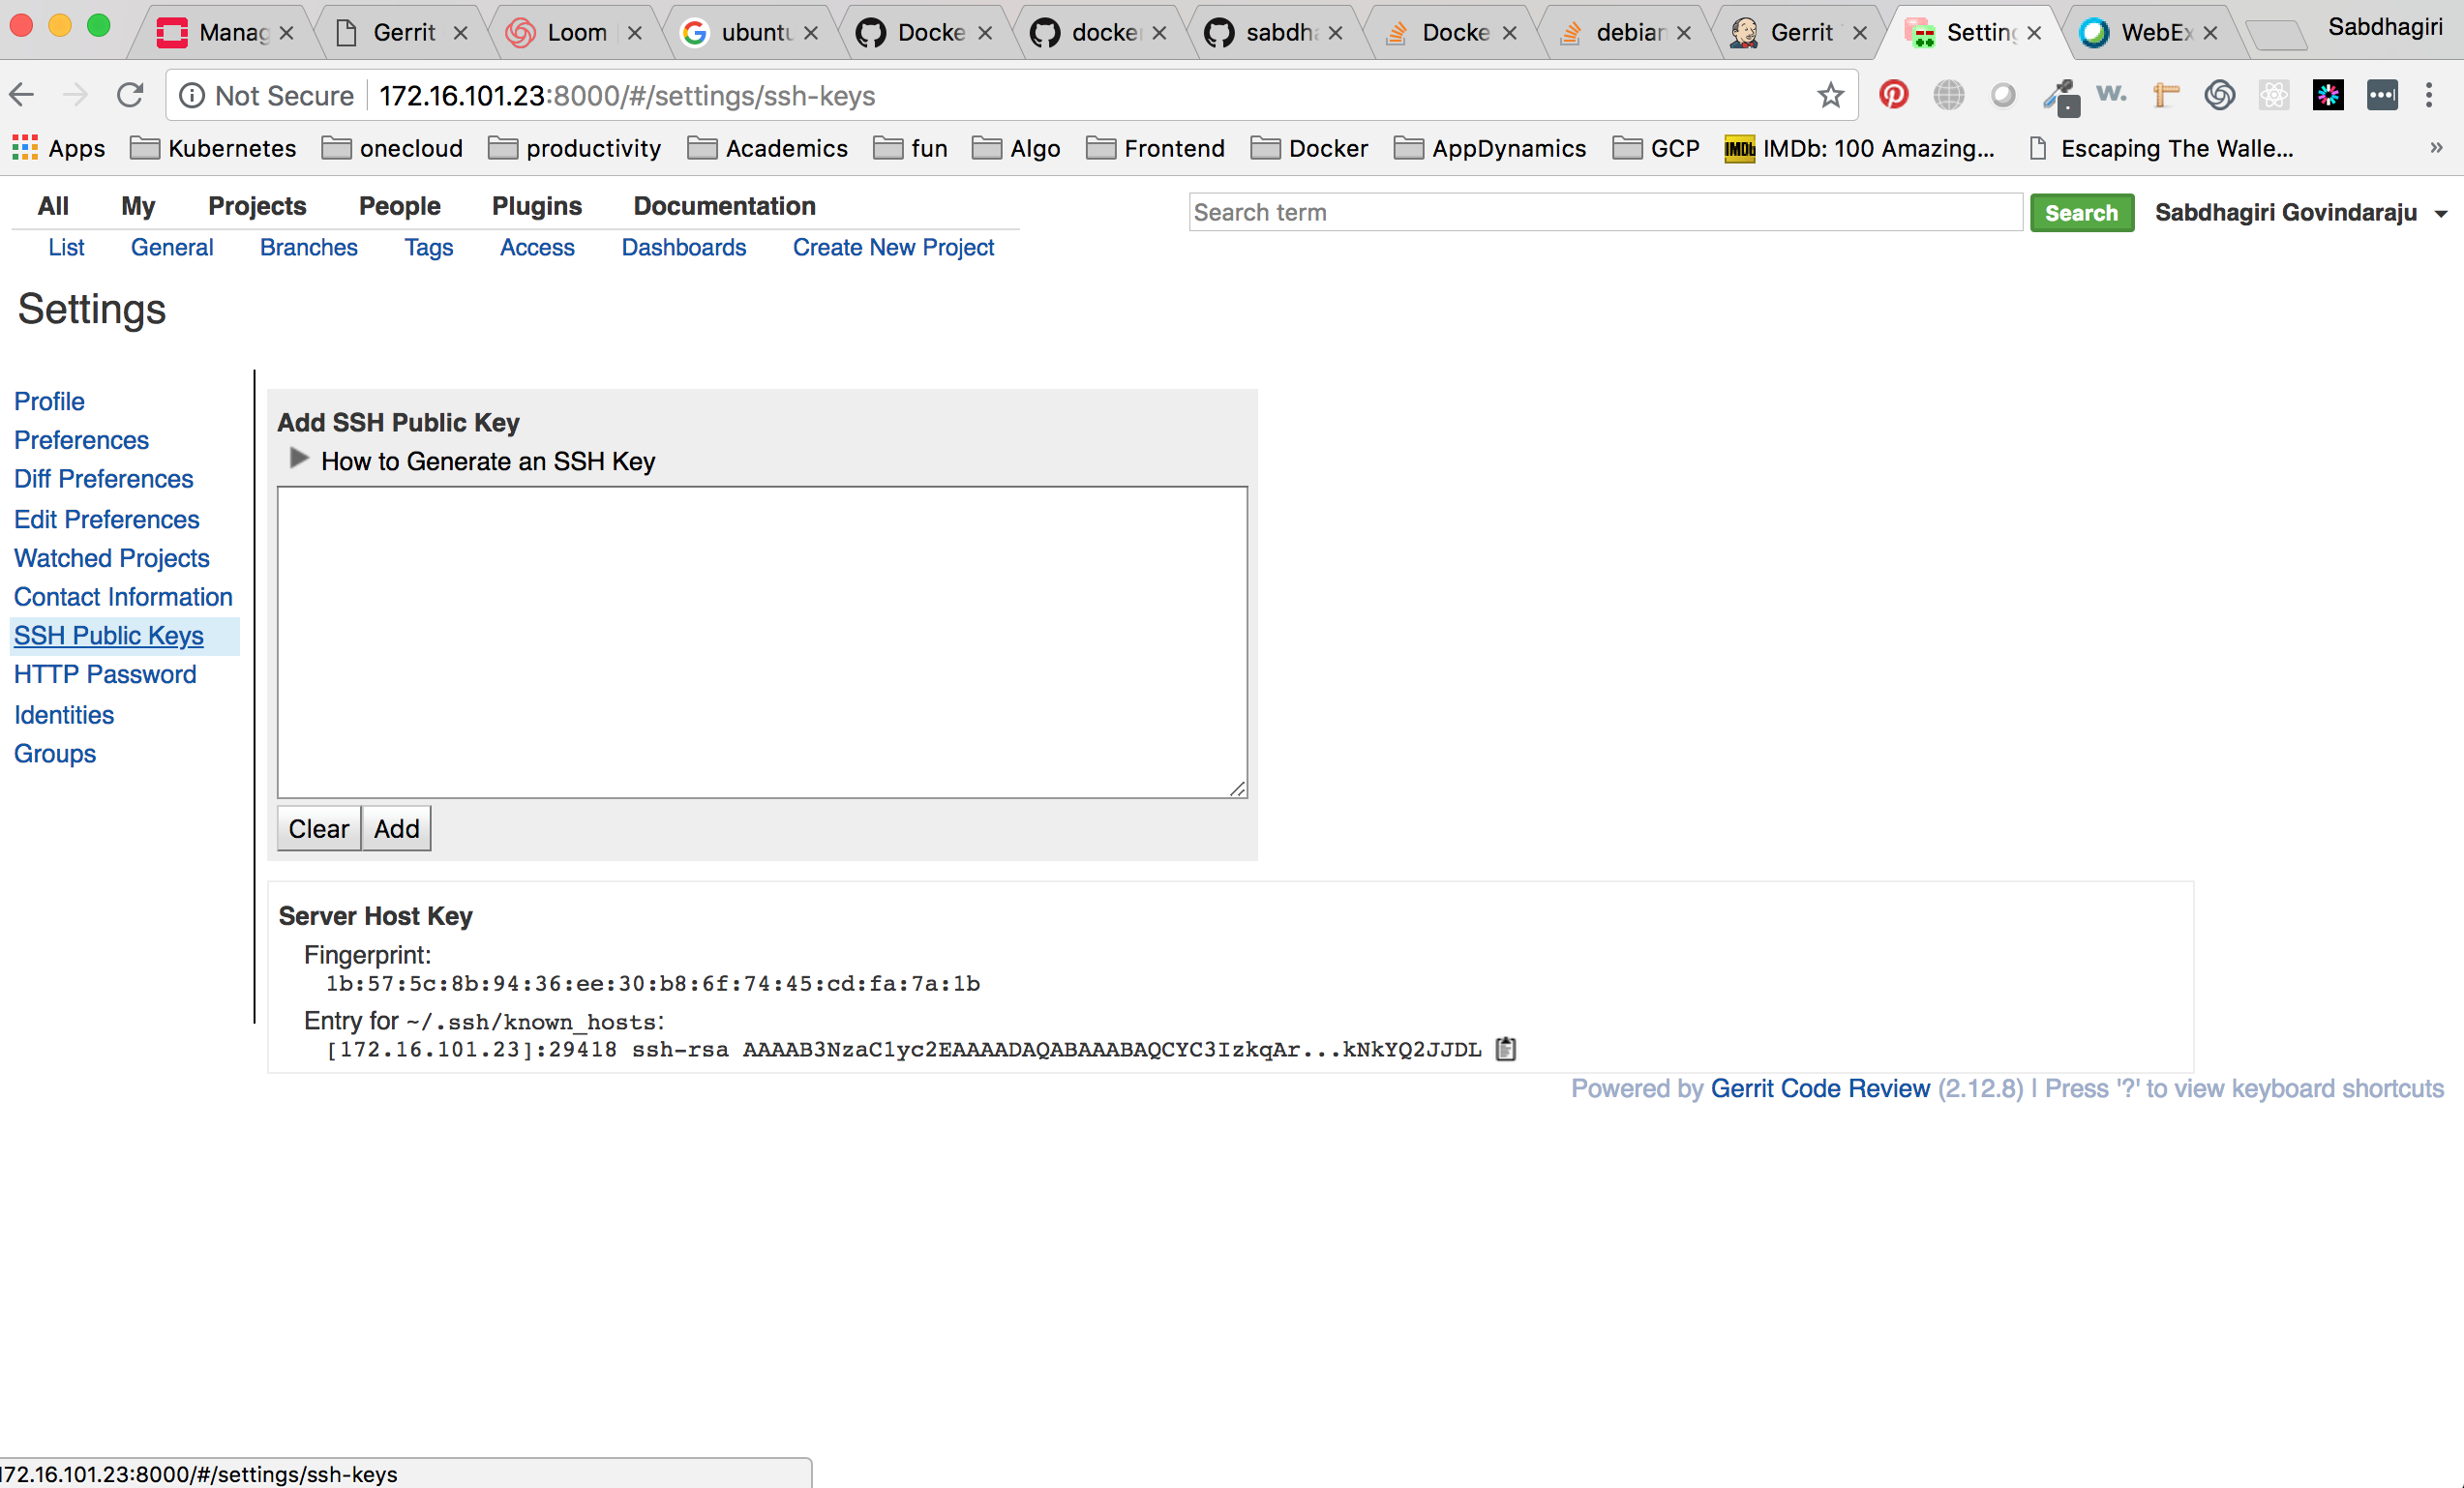 Manag Gerrit Loom ubuntu Docke docker sabdha Docke debian Gerrit Setting WebEx Sabdhagiri
Not Secure 172.16.101.23:8000/#/settings/ssh-keys w.
Apps Kubernetes onecloud productivity Academics fun Algo Frontend Docker AppDynamics GCP IMDb IMDb: 100 Amazing... Escaping The Walle... »
All My Projects People Plugins Documentation Search term Search Sabdhagiri Govindaraju
List General Branches Tags Access Dashboards Create New Project
Settings
Profile
Preferences
Diff Preferences
Edit Preferences
Watched Projects
Contact Information
SSH Public Keys
HTTP Password
Identities
Groups
Add SSH Public Key
How to Generate an SSH Key
Clear Add
Server Host Key
Fingerprint:
1b:57:5c:8b:94:36:ee:30:b8:6f:74:45:cd:fa:7a:1b
Entry for ~/.ssh/known_hosts:
[172.16.101.23]:29418 ssh-rsa AAAAB3NzaC1yc2EAAAADAQABAAABAQCYC3IzkqAr...kNkYQ2JJDL
Powered by Gerrit Code Review (2.12.8) | Press '?' to view keyboard shortcuts
172.16.101.23:8000/#/settings/ssh-keys